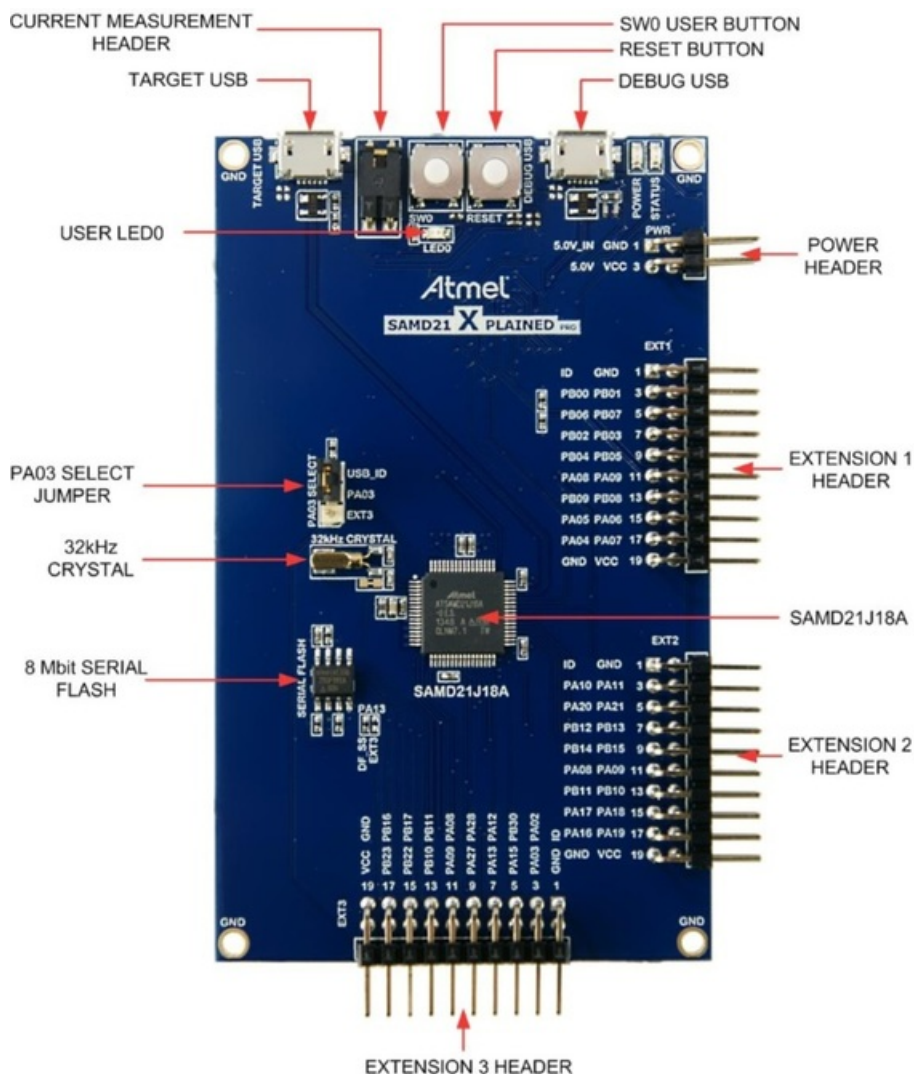 CURRENT MEASUREMENT
HEADER
SW0 USER BUTTON
RESET BUTTON
TARGET USB
DEBUG USB
GND
TARGET USB
DEBUG USB
POWER
STATUS
GND
SW0
RESET
USER LED0
LED0
PWR
5.0V_IN GND 1
5.0V VCC 3
POWER
HEADER
Atmel
SAMD21 XPLAINED PRO
EXT1
ID GND 1
PB00 PB01 3
PB06 PB07 5
PB02 PB03 7
PB04 PB05 9
PA08 PA09 11
PB09 PB08 13
PA05 PA06 15
PA04 PA07 17
GND VCC 19
EXTENSION 1
HEADER
PA03 SELECT
JUMPER
PA03 SELECT
USB_ID
PA03
EXT3
32kHz
CRYSTAL
32kHz CRYSTAL
Atmel
SAMD21J18A
SAMD21J18A
8 Mbit SERIAL
FLASH
SERIAL FLASH
PA13
DF_SS
EXT3
EXT2
ID GND 1
PA10 PA11 3
PA20 PA21 5
PB12 PB13 7
PB14 PB15 9
PA08 PA09 11
PB11 PB10 13
PA17 PA18 15
PA16 PA19 17
GND VCC 19
EXTENSION 2
HEADER
GND PB16 PB17 PB11 PA08 PA28 PA12 PB30 PA02 ID
VCC PB23 PB22 PB10 PA09 PA27 PA13 PA15 PA03 GND
19 17 15 13 11 9 7 5 3 1
EXT3
GND
GND
EXTENSION 3 HEADER